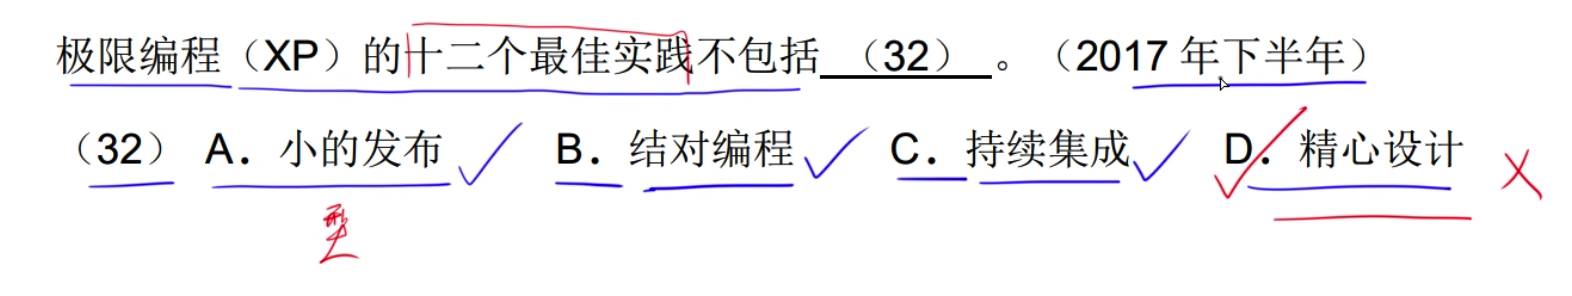 极限编程（XP）的十二个最佳实践不包括 （32） 。（2017 年下半年）
（32） A．小的发布 B．结对编程 C．持续集成 D．精心设计
型